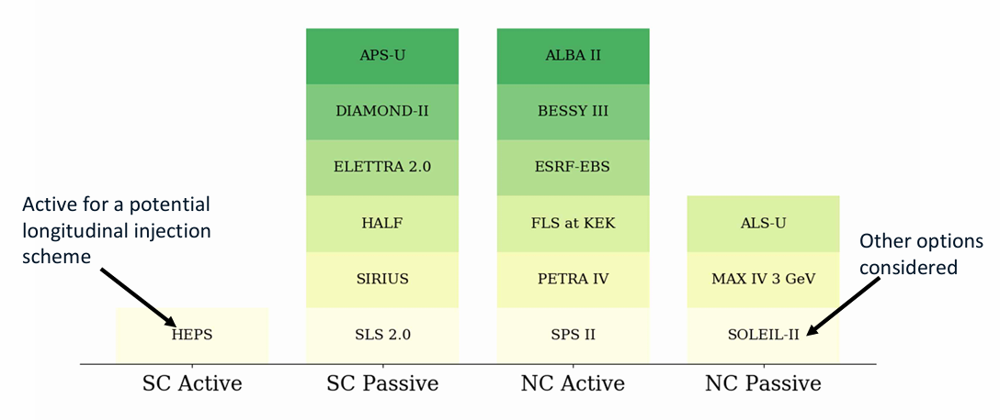 APS-U
ALBA II
DIAMOND-II
BESSY III
ELETTRA 2.0
ESRF-EBS
Active for a potential
longitudinal injection
scheme
HALF
FLS at KEK
ALS-U
Other options
considered
SIRIUS
PETRA IV
MAX IV 3 GeV
HEPS
SLS 2.0
SPS II
SOLEIL-II
SC Active
SC Passive
NC Active
NC Passive